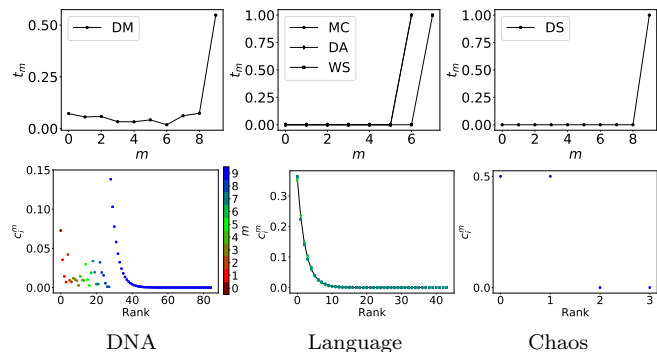 DM
0.50
0.25
0.00
t_m
0 2 4 6 8
m
MC
DA
WS
1.00
0.75
0.50
0.25
0.00
t_m
0 2 4 6
m
DS
1.00
0.75
0.50
0.25
0.00
t_m
0 2 4 6 8
m
0.15
0.10
0.05
0.00
c_i^m
0 20 40 60 80
Rank
9
8
7
6
5
4
3
2
1
0
m
0.3
0.2
0.1
0.0
c_i^m
0 10 20 30 40
Rank
0.5
0.0
c_i^m
0 1 2 3
Rank
DNA Language Chaos